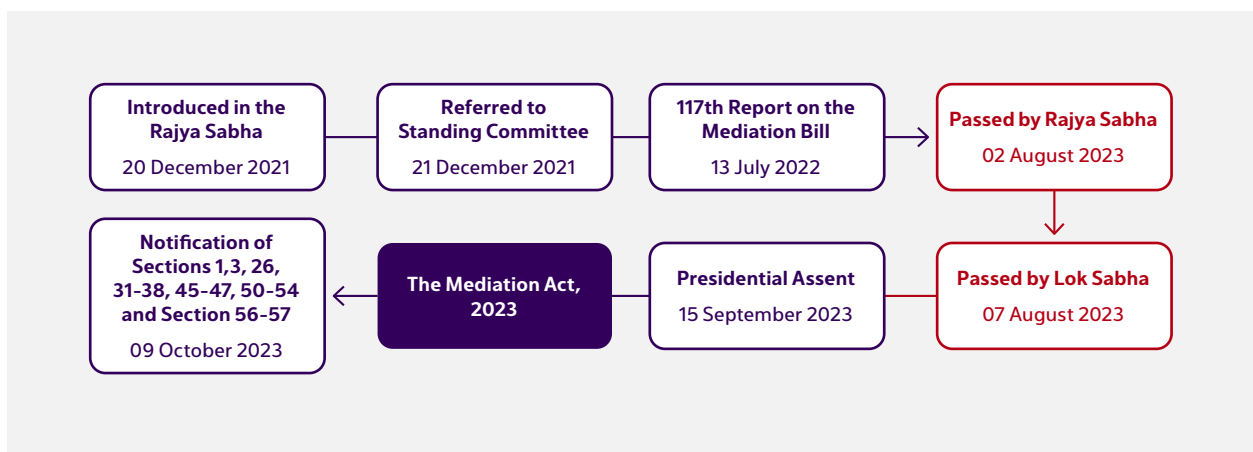 Introduced in the
Rajya Sabha
20 December 2021
Referred to
Standing Committee
21 December 2021
117th Report on the
Mediation Bill
13 July 2022
Passed by Rajya Sabha
02 August 2023
Passed by Lok Sabha
07 August 2023
Presidential Assent
15 September 2023
The Mediation Act,
2023
Notification of
Sections 1,3, 26,
31-38, 45-47, 50-54
and Section 56-57
09 October 2023